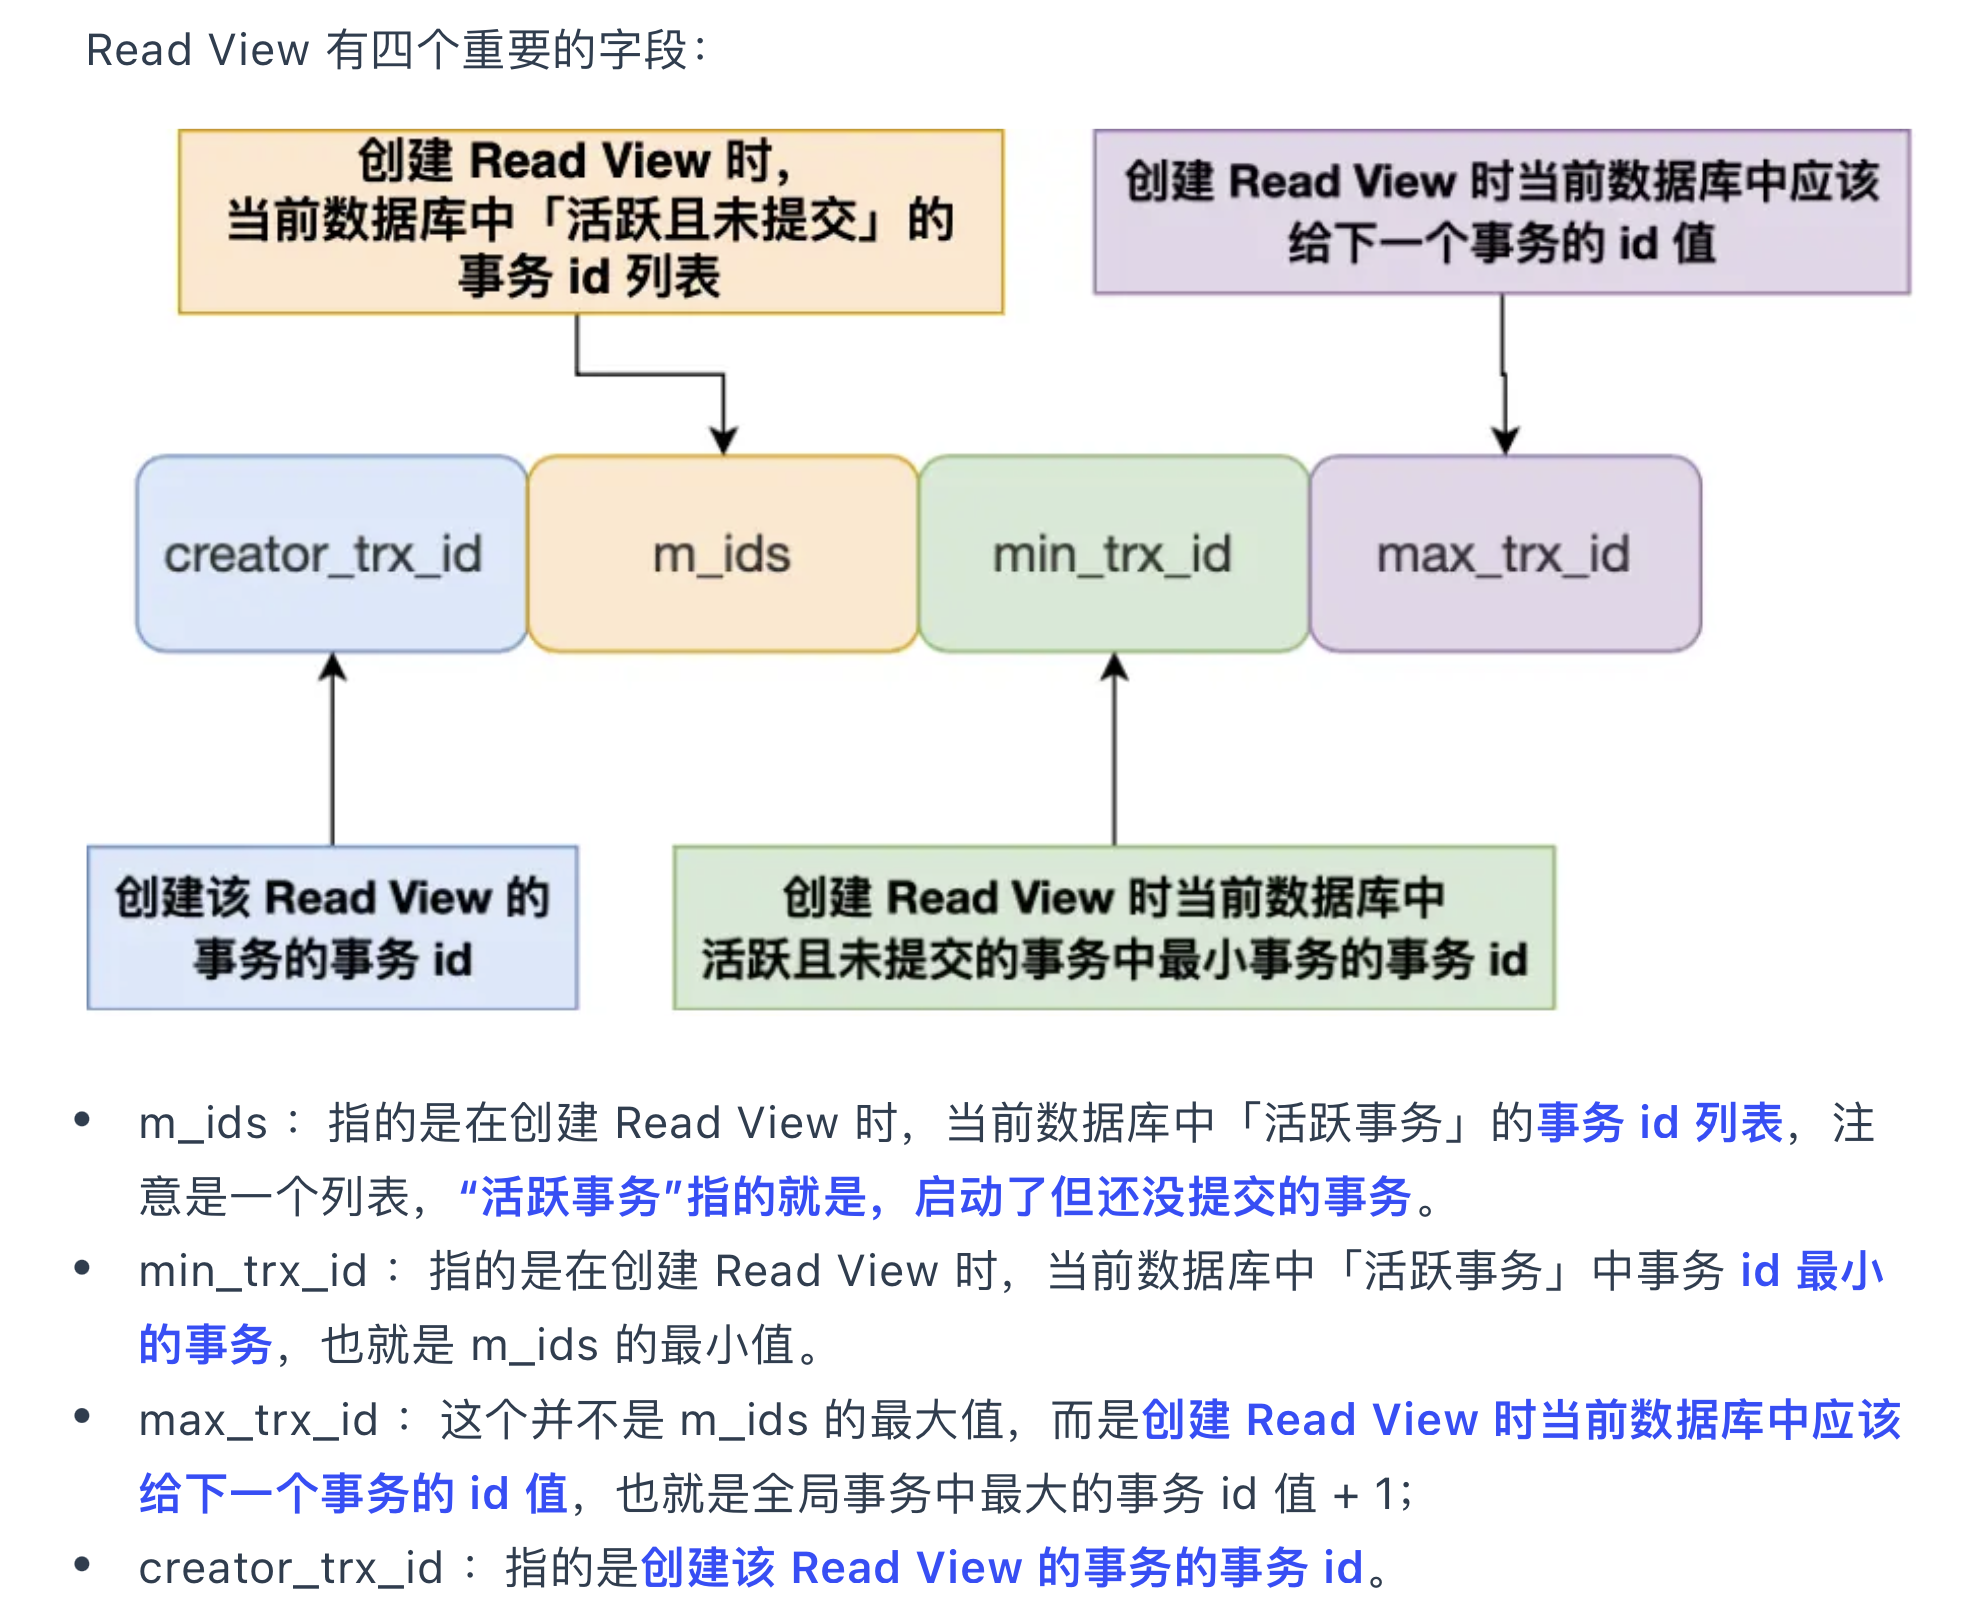 Read View 有四个重要的字段：
创建 Read View 时，
当前数据库中「活跃且未提交」的
事务 id 列表
创建 Read View 时当前数据库中应该
给下一个事务的 id 值
creator_trx_id
m_ids
min_trx_id
max_trx_id
创建该 Read View 的
事务的事务 id
创建 Read View 时当前数据库中
活跃且未提交的事务中最小事务的事务 id
• m_ids ： 指的是在创建 Read View 时，当前数据库中「活跃事务」的事务 id 列表，注
意是一个列表，“活跃事务”指的就是，启动了但还没提交的事务。
• min_trx_id ： 指的是在创建 Read View 时，当前数据库中「活跃事务」中事务 id 最小
的事务，也就是 m_ids 的最小值。
• max_trx_id ： 这个并不是 m_ids 的最大值，而是创建 Read View 时当前数据库中应该
给下一个事务的 id 值，也就是全局事务中最大的事务 id 值 + 1；
• creator_trx_id ： 指的是创建该 Read View 的事务的事务 id。